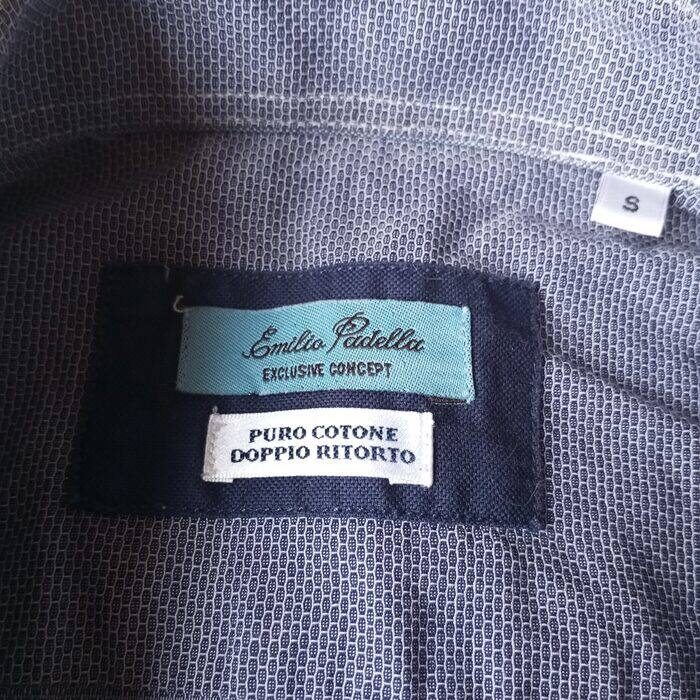 S
Emilio Padella
EXCLUSIVE CONCEPT
PURO COTONE
DOPPIO RITORTO